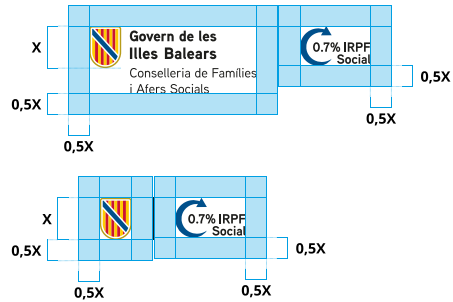 Govern de les
Illes Balears
Conselleria de Famílies
i Afers Socials
0.7% IRPF
Social
X
0,5X
0,5X
0,5X
0,5X
0.7% IRPF
Social
X
0,5X
0,5X
0,5X
0,5X